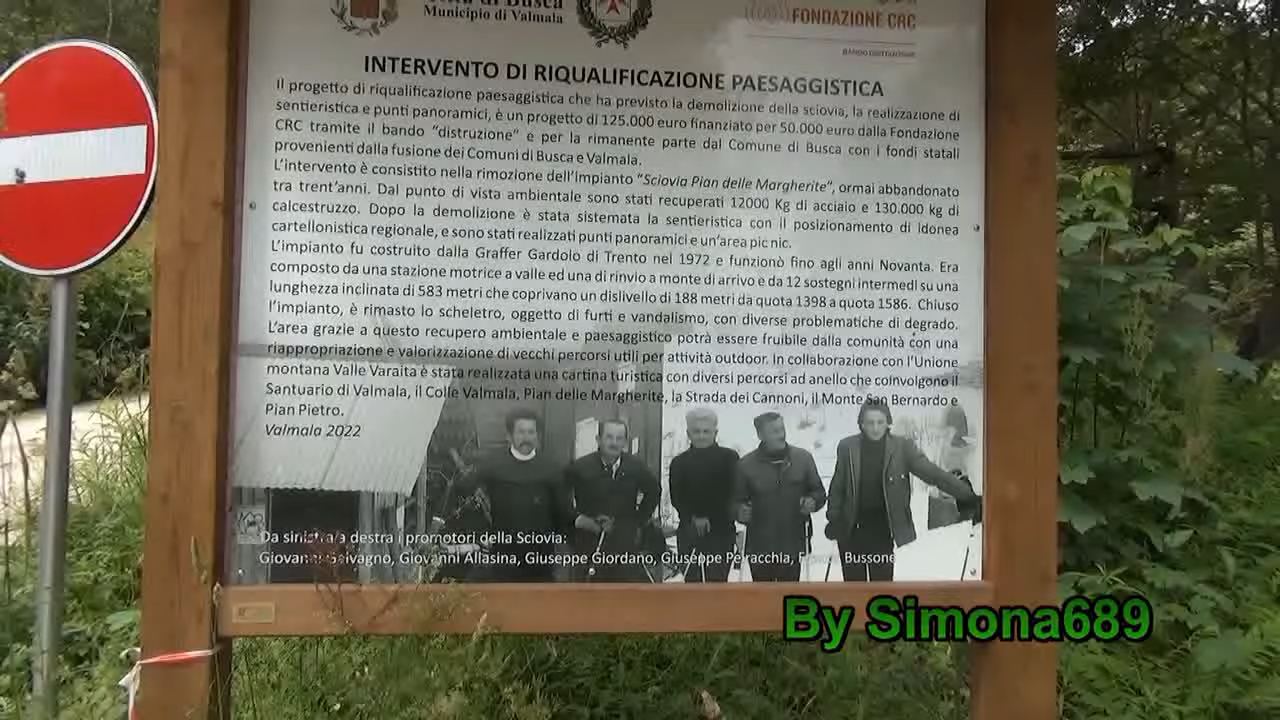 Municipio di Valmala
FONDAZIONE CRC
INTERVENTO DI RIQUALIFICAZIONE PAESAGGISTICA
Il progetto di riqualificazione paesaggistica che ha previsto la demolizione della sciovia, la realizzazione di
sentieristica e punti panoramici, è un progetto di 125.000 euro finanziato per 50.000 euro dalla Fondazione
CRC tramite il bando "distruzione" e per la rimanente parte dal Comune di Busca con i fondi statali
provenienti dalla fusione dei Comuni di Busca e Valmala.
L'intervento è consistito nella rimozione dell'Impianto "Sciovia Pian delle Margherite", ormai abbandonato
tra trent'anni. Dal punto di vista ambientale sono stati recuperati 12000 Kg di acciaio e 130.000 kg di
calcestruzzo. Dopo la demolizione è stata sistemata la sentieristica con il posizionamento di idonea
cartellonistica regionale, e sono stati realizzati punti panoramici e un'area pic nic.
L'impianto fu costruito dalla Graffer Gardolo di Trento nel 1972 e funzionò fino agli anni Novanta. Era
composto da una stazione motrice a valle ed una di rinvio a monte di arrivo e da 12 sostegni intermedi su una
lunghezza inclinata di 583 metri che coprivano un dislivello di 188 metri da quota 1398 a quota 1586. Chiuso
l'impianto, è rimasto lo scheletro, oggetto di furti e vandalismo, con diverse problematiche di degrado.
L'area grazie a questo recupero ambientale e paesaggistico potrà essere fruibile dalla comunità con una
riappropriazione e valorizzazione di vecchi percorsi utili per attività outdoor. In collaborazione con l'Unione
montana Valle Varaita è stata realizzata una cartina turistica con diversi percorsi ad anello che coinvolgono il
Santuario di Valmala, il Colle Valmala, Pian delle Margherite, la Strada dei Cannoni, il Monte San Bernardo e
Pian Pietro.
Valmala 2022
Da sinistra a destra i promotori della Sciovia:
Giovanni Allasina, Giuseppe Giordano, Giuseppe Bussone
By Simona689